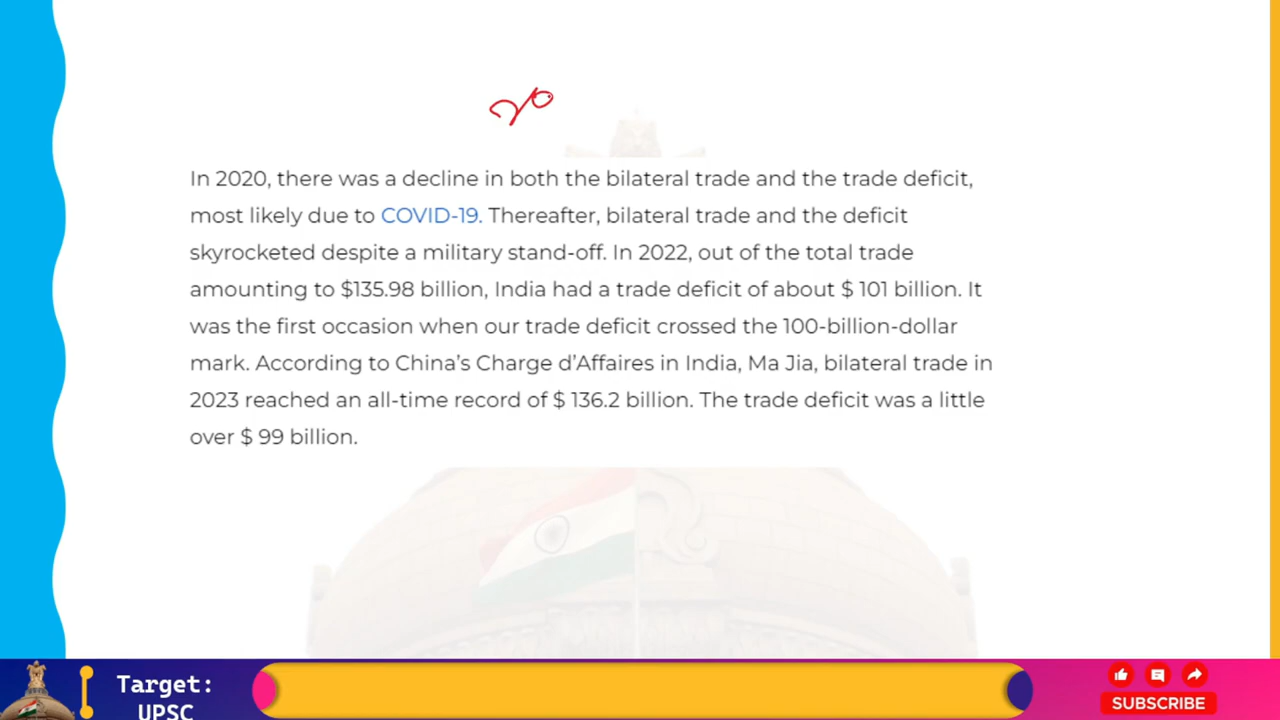 20
In 2020, there was a decline in both the bilateral trade and the trade deficit,
most likely due to COVID-19. Thereafter, bilateral trade and the deficit
skyrocketed despite a military stand-off. In 2022, out of the total trade
amounting to $135.98 billion, India had a trade deficit of about $ 101 billion. It
was the first occasion when our trade deficit crossed the 100-billion-dollar
mark. According to China’s Charge d’Affaires in India, Ma Jia, bilateral trade in
2023 reached an all-time record of $ 136.2 billion. The trade deficit was a little
over $ 99 billion.
Target:
UPSC
SUBSCRIBE